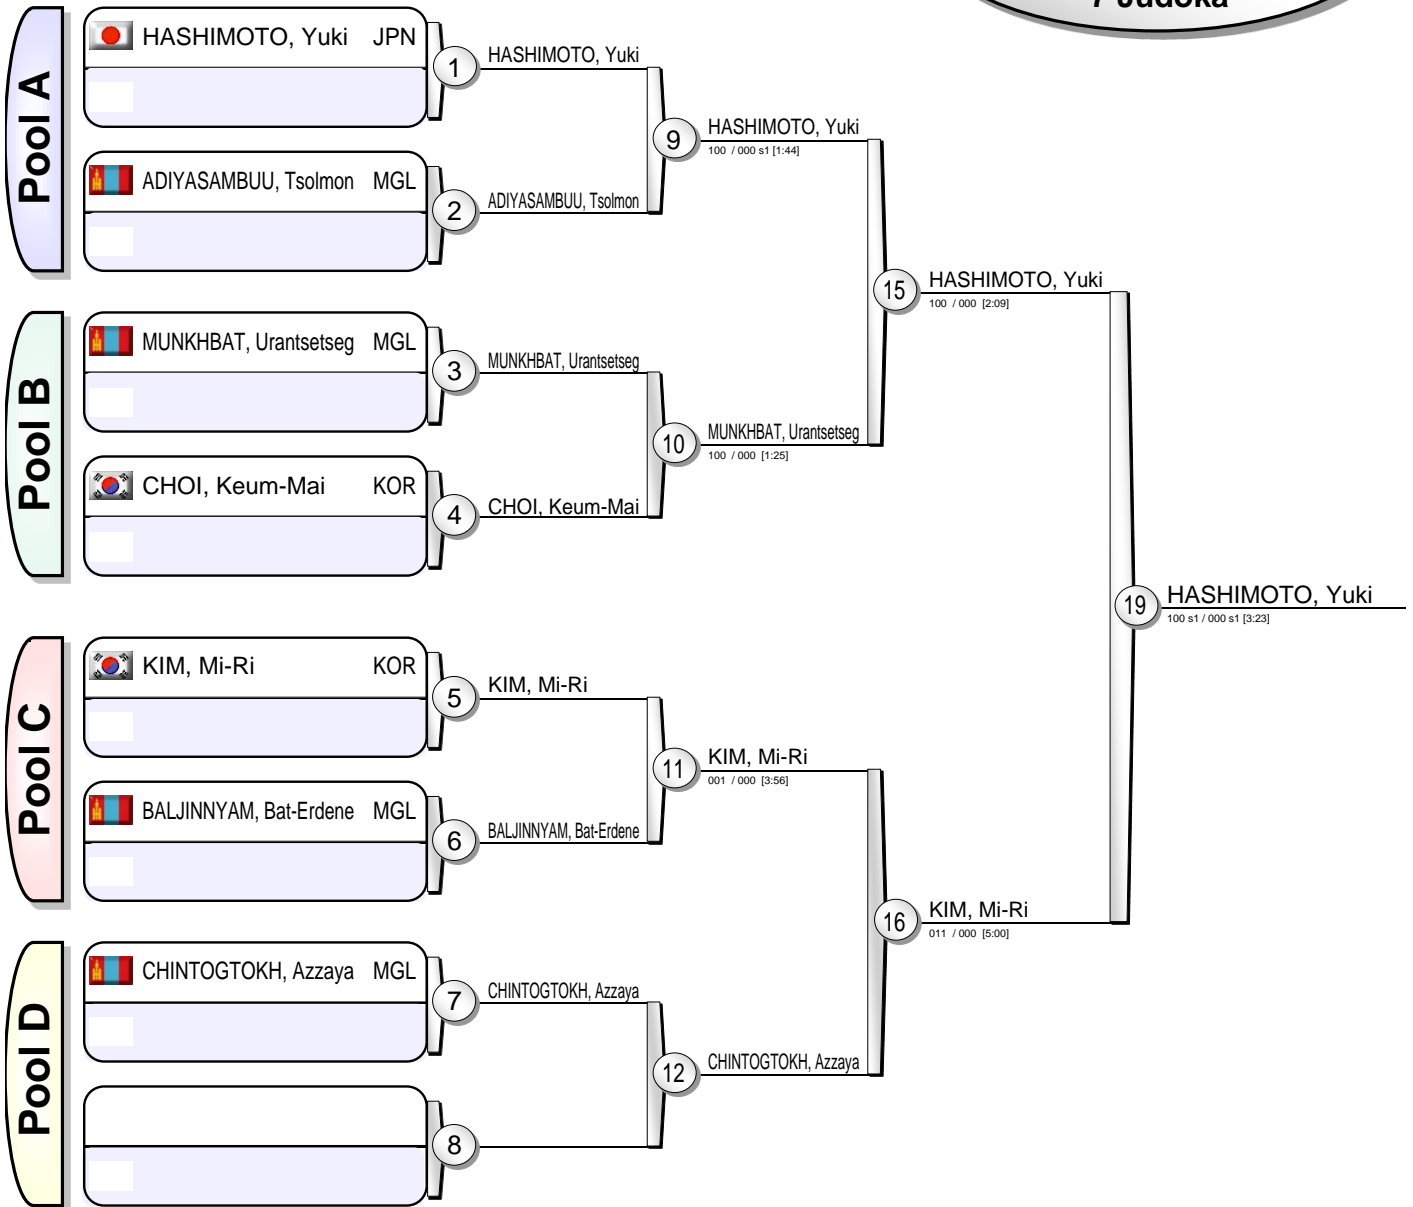 7 Judoka
Pool A
HASHIMOTO, Yuki JPN
ADIYASAMBUU, Tsolmon MGL
1
2
HASHIMOTO, Yuki
ADIYASAMBUU, Tsolmon
9
HASHIMOTO, Yuki
100 / 000 s1 [1:44]
Pool B
MUNKHBAT, Urantsetseg MGL
CHOI, Keum-Mai KOR
3
4
MUNKHBAT, Urantsetseg
CHOI, Keum-Mai
10
MUNKHBAT, Urantsetseg
100 / 000 [1:25]
15
HASHIMOTO, Yuki
100 / 000 [2:09]
Pool C
KIM, Mi-Ri KOR
BALJINNYAM, Bat-Erdene MGL
5
6
KIM, Mi-Ri
BALJINNYAM, Bat-Erdene
11
KIM, Mi-Ri
001 / 000 [3:56]
Pool D
CHINTOGTOKH, Azzaya MGL
7
8
CHINTOGTOKH, Azzaya
12
CHINTOGTOKH, Azzaya
16
KIM, Mi-Ri
011 / 000 [5:00]
19
HASHIMOTO, Yuki
100 s1 / 000 s1 [3:23]